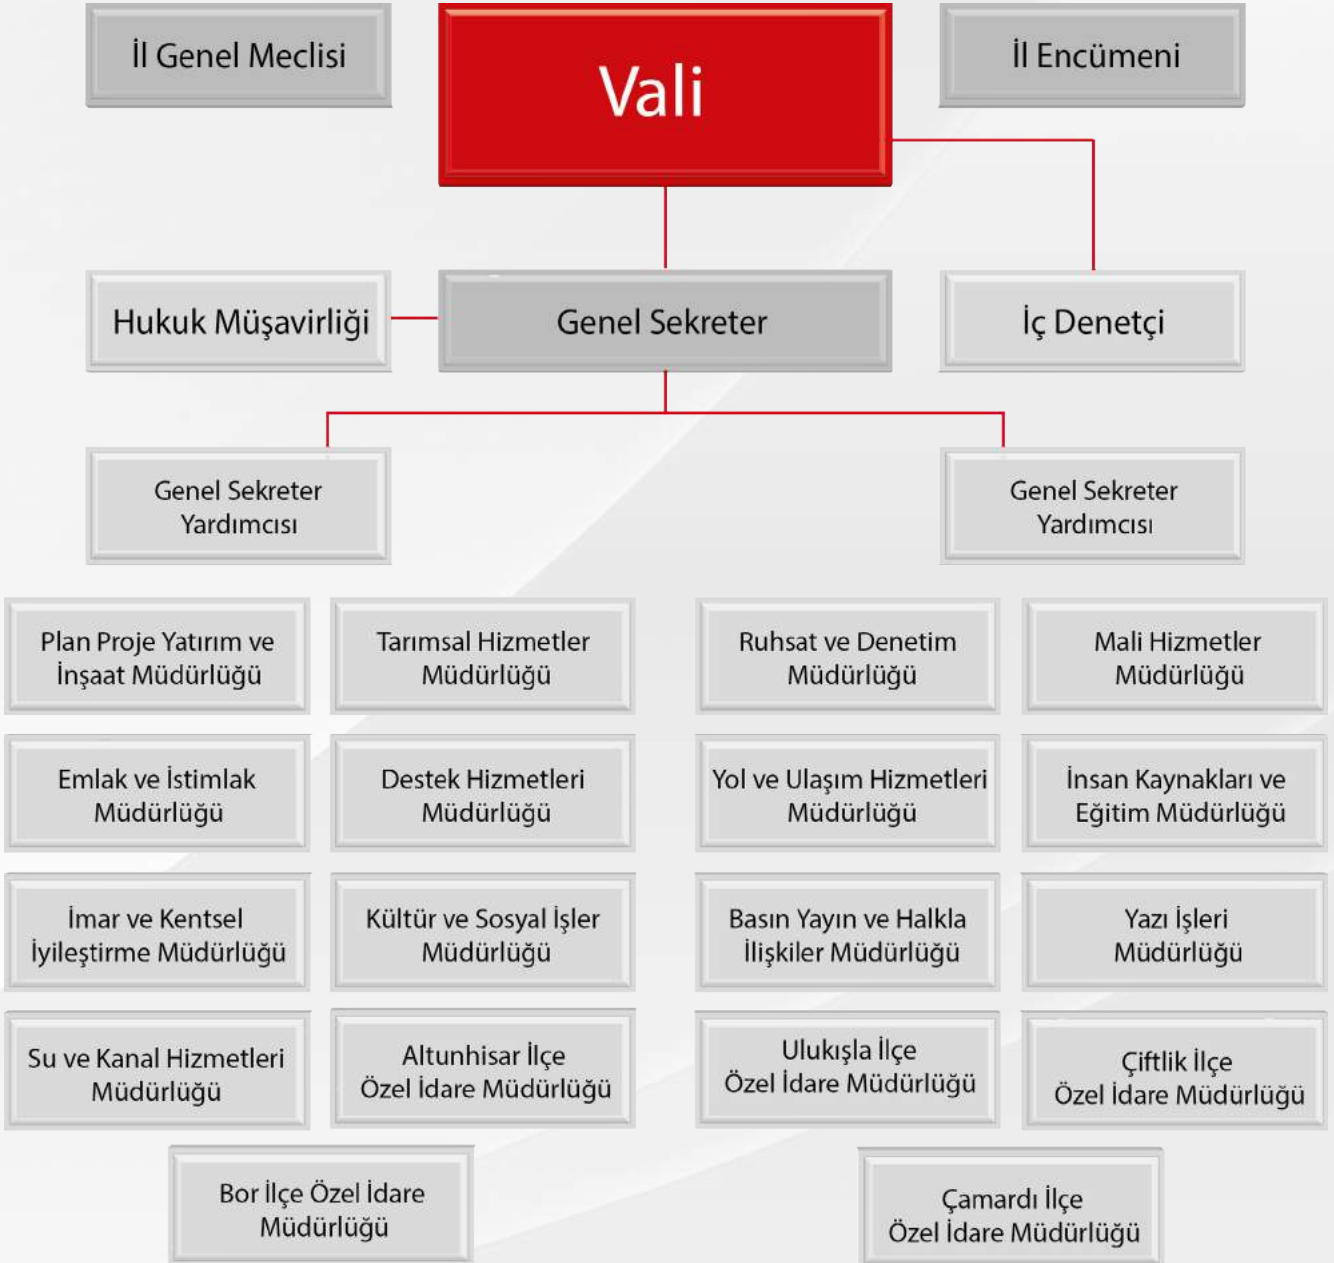 İl Genel Meclisi
Vali
İl Encümeni
Hukuk Müşavirliği
Genel Sekreter
İç Denetçi
Genel Sekreter
Yardımcısı
Genel Sekreter
Yardımcısı
Plan Proje Yatırım ve
İnşaat Müdürlüğü
Tarımsal Hizmetler
Müdürlüğü
Ruhsat ve Denetim
Müdürlüğü
Mali Hizmetler
Müdürlüğü
Emlak ve İstimlak
Müdürlüğü
Destek Hizmetleri
Müdürlüğü
Yol ve Ulaşım Hizmetleri
Müdürlüğü
İnsan Kaynakları ve
Eğitim Müdürlüğü
İmar ve Kentsel
İyileştirme Müdürlüğü
Kültür ve Sosyal İşler
Müdürlüğü
Basın Yayın ve Halkla
İlişkiler Müdürlüğü
Yazı İşleri
Müdürlüğü
Su ve Kanal Hizmetleri
Müdürlüğü
Altunhisar İlçe
Özel İdare Müdürlüğü
Ulukışla İlçe
Özel İdare Müdürlüğü
Çiftlik İlçe
Özel İdare Müdürlüğü
Bor İlçe Özel İdare
Müdürlüğü
Çamardı İlçe
Özel İdare Müdürlüğü